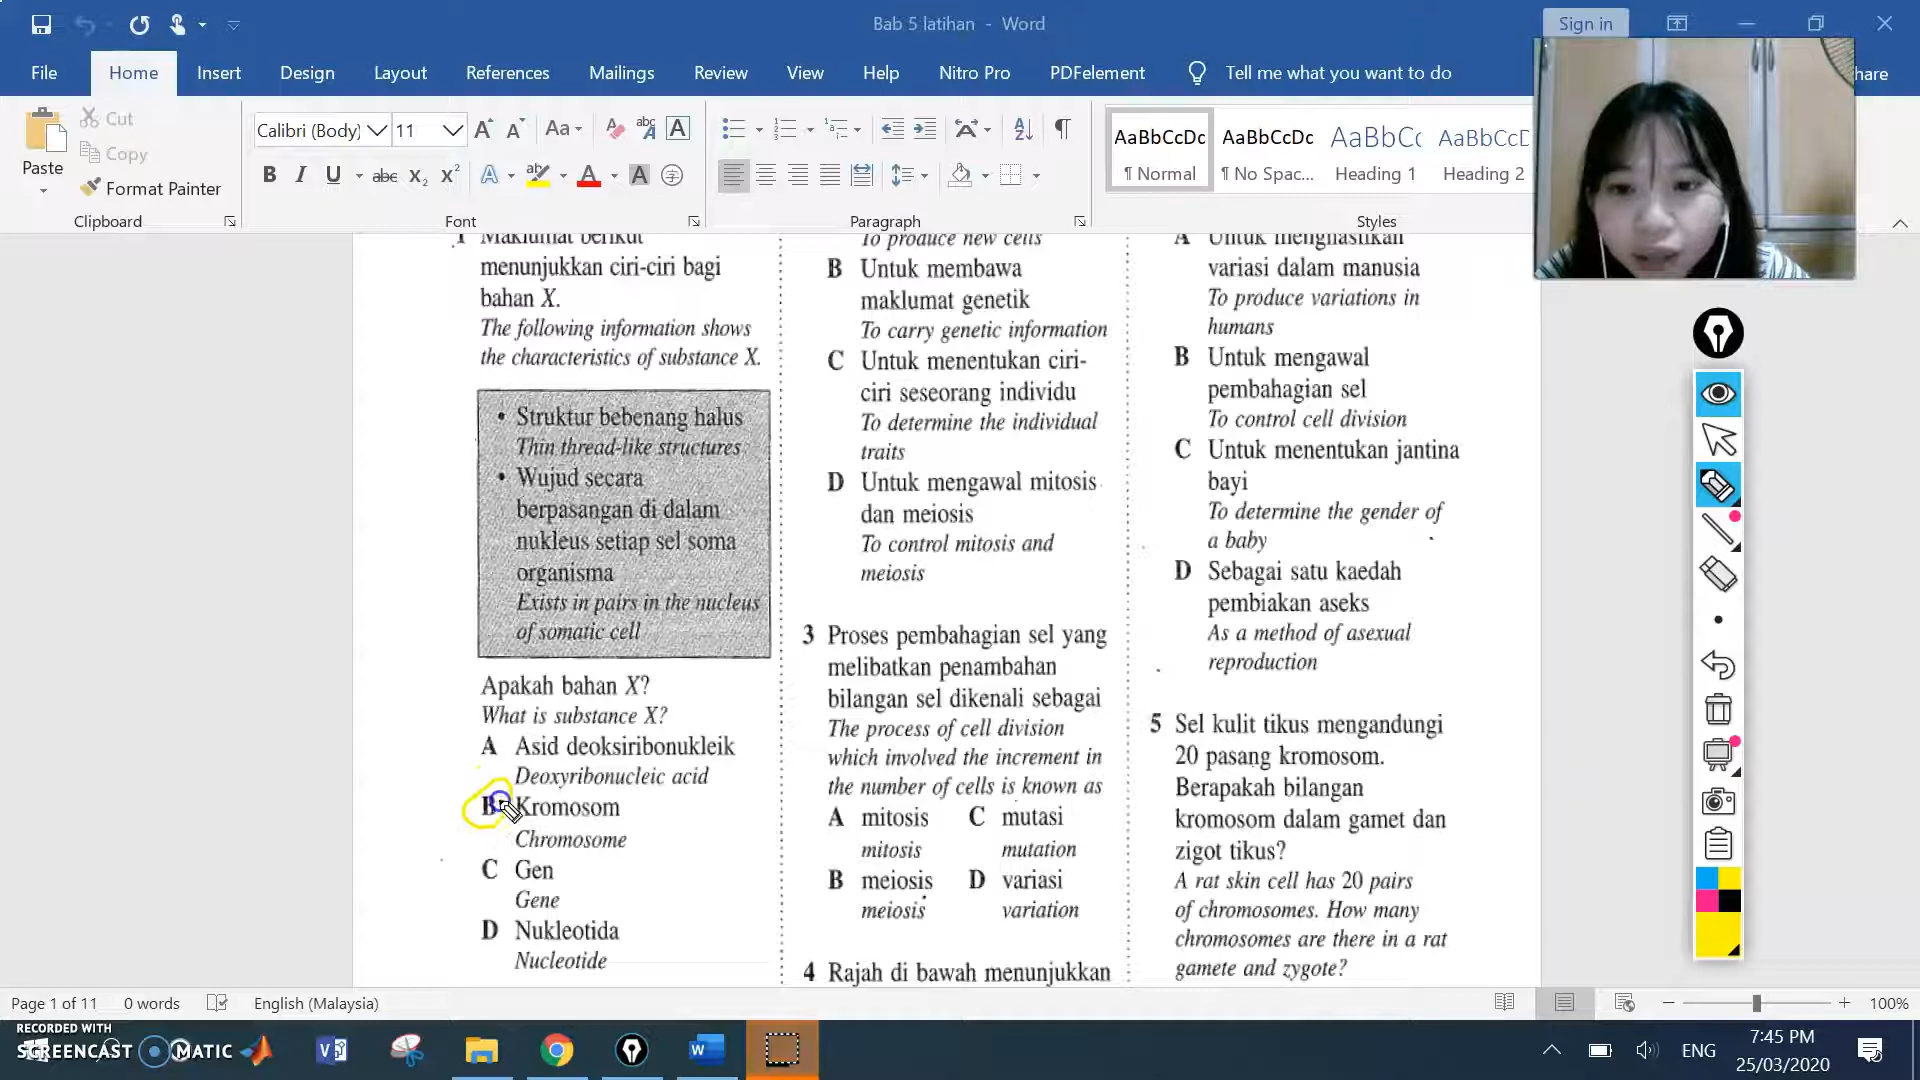 Bab 5 latihan - Word
Sign in
File
Home
Insert
Design
Layout
References
Mailings
Review
View
Help
Nitro Pro
PDFelement
Tell me what you want to do
hare
Paste
Cut
Copy
Format Painter
Clipboard
Calibri (Body)
11
Font
Paragraph
AaBbCcDc
¶ Normal
AaBbCcDc
¶ No Spac...
AaBbCc
Heading 1
AaBbCcD
Heading 2
Styles
1 Maklumat berikut
menunjukkan ciri-ciri bagi
bahan X.
The following information shows
the characteristics of substance X.
• Struktur bebenang halus
Thin thread-like structures
• Wujud secara
berpasangan di dalam
nukleus setiap sel soma
organisma
Exists in pairs in the nucleus
of somatic cell
Apakah bahan X?
What is substance X?
A Asid deoksiribonukleik
Deoxyribonucleic acid
B Kromosom
Chromosome
C Gen
Gene
D Nukleotida
Nucleotide
To produce new cells
B Untuk membawa
maklumat genetik
To carry genetic information
C Untuk menentukan ciri-
ciri seseorang individu
To determine the individual
traits
D Untuk mengawal mitosis
dan meiosis
To control mitosis and
meiosis
3 Proses pembahagian sel yang
melibatkan penambahan
bilangan sel dikenali sebagai
The process of cell division
which involved the increment in
the number of cells is known as
A mitosis C mutasi
mitosis mutation
B meiosis D variasi
meiosis variation
4 Rajah di bawah menunjukkan
A Untuk menghasilkan
variasi dalam manusia
To produce variations in
humans
B Untuk mengawal
pembahagian sel
To control cell division
C Untuk menentukan jantina
bayi
To determine the gender of
a baby
D Sebagai satu kaedah
pembiakan aseks
As a method of asexual
reproduction
5 Sel kulit tikus mengandungi
20 pasang kromosom.
Berapakah bilangan
kromosom dalam gamet dan
zigot tikus?
A rat skin cell has 20 pairs
of chromosomes. How many
chromosomes are there in a rat
gamete and zygote?
Page 1 of 11
0 words
English (Malaysia)
100%
RECORDED WITH
SCREENCAST MATIC
ENG
7:45 PM
25/03/2020